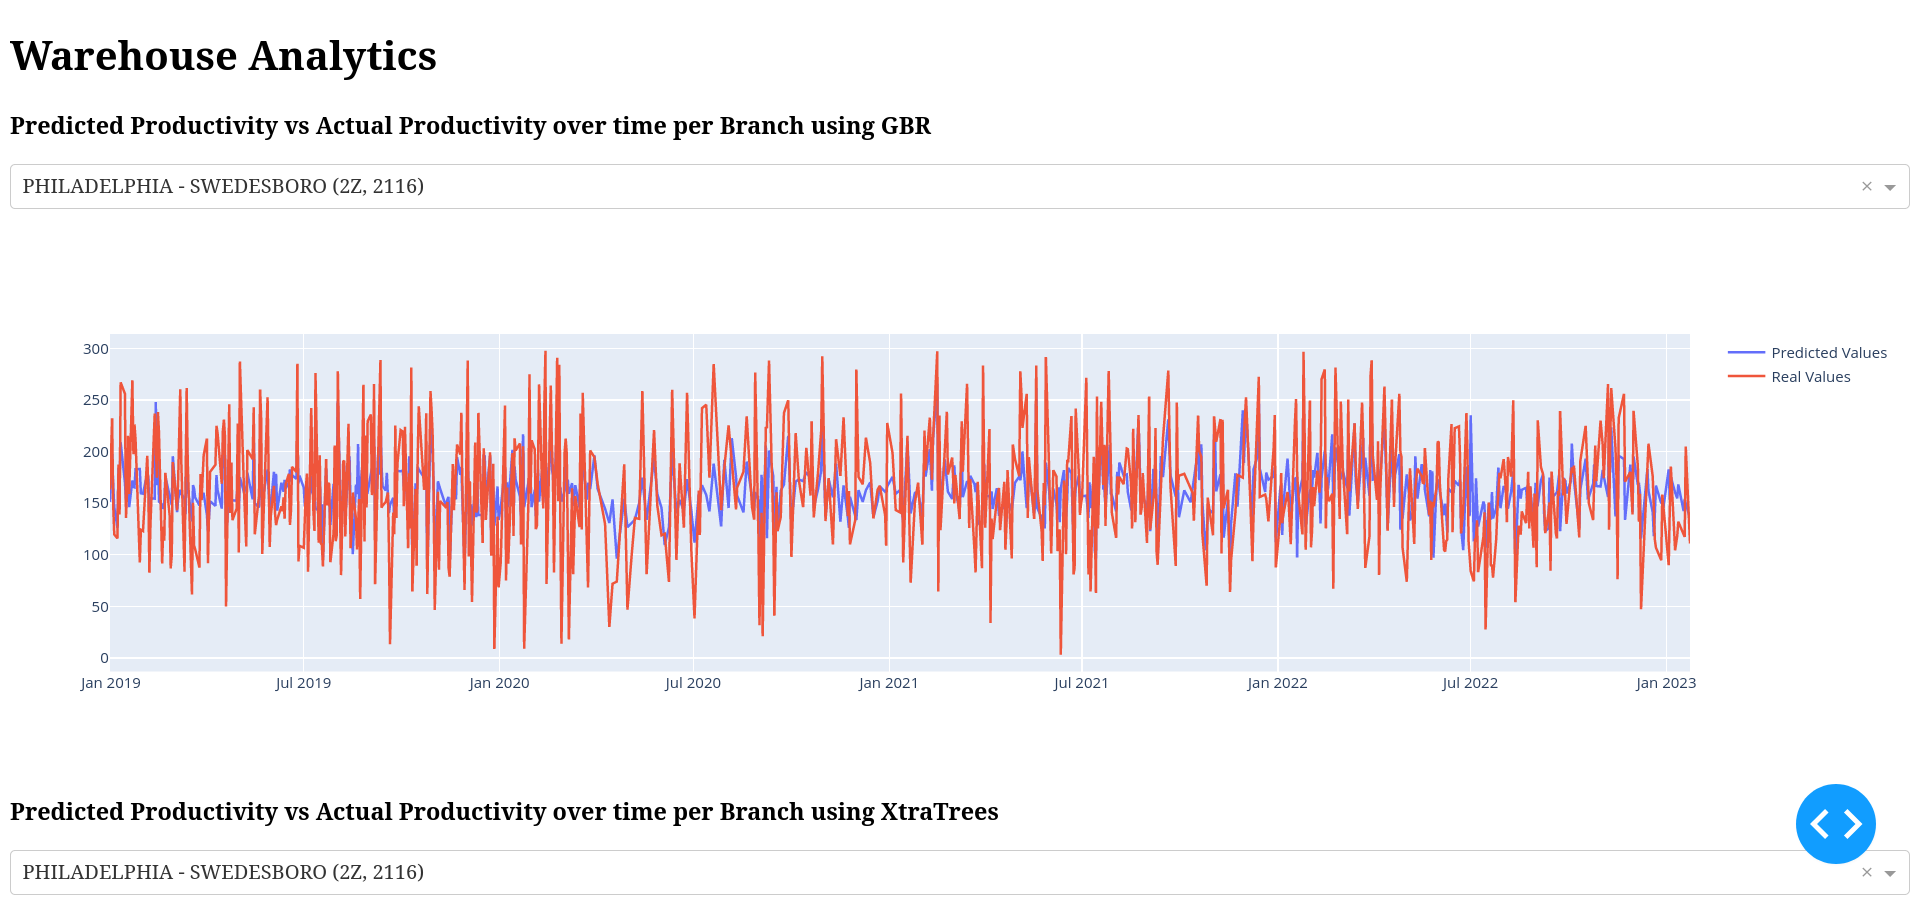 Warehouse Analytics
Predicted Productivity vs Actual Productivity over time per Branch using GBR
PHILADELPHIA - SWEDESBORO (2Z, 2116)
300
250
200
150
100
50
0
Jan 2019 Jul 2019 Jan 2020 Jul 2020 Jan 2021 Jul 2021 Jan 2022 Jul 2022 Jan 2023
Predicted Values
Real Values
Predicted Productivity vs Actual Productivity over time per Branch using XtraTrees
PHILADELPHIA - SWEDESBORO (2Z, 2116)